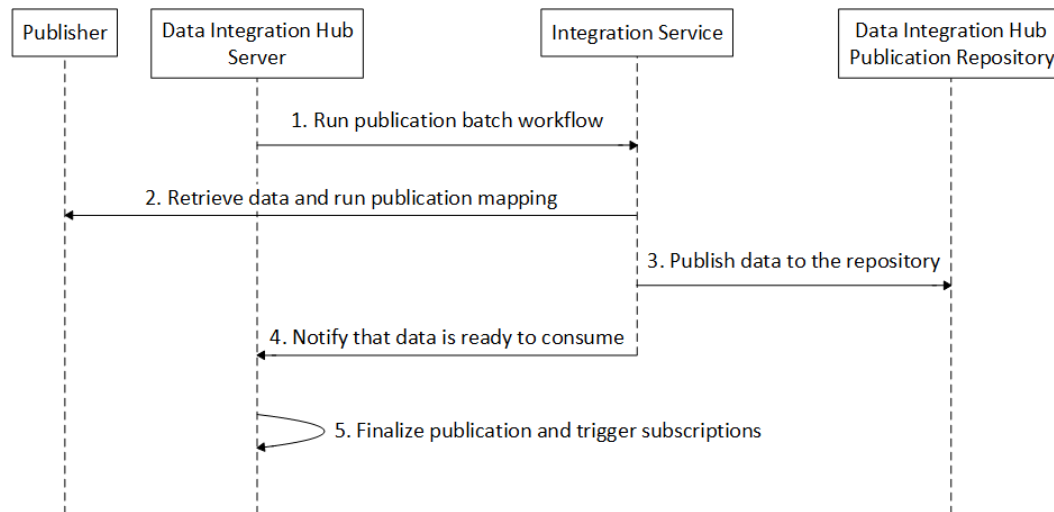 Publisher
Data Integration Hub
Server
Integration Service
Data Integration Hub
Publication Repository
1. Run publication batch workflow
2. Retrieve data and run publication mapping
3. Publish data to the repository
4. Notify that data is ready to consume
5. Finalize publication and trigger subscriptions